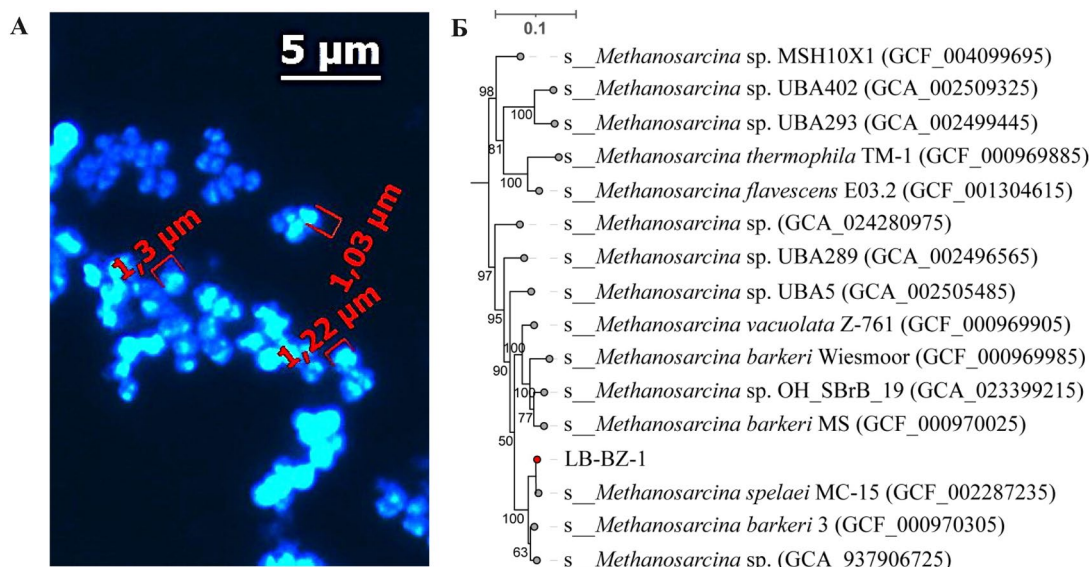 А
5 µm
1,3 µm
1,03 µm
1,22 µm
Б
0.1
s__Methanosarcina sp. MSH10X1 (GCF_004099695)
98
s__Methanosarcina sp. UBA402 (GCA_002509325)
100
s__Methanosarcina sp. UBA293 (GCA_002499445)
81
s__Methanosarcina thermophila TM-1 (GCF_000969885)
100
s__Methanosarcina flavescens E03.2 (GCF_001304615)
s__Methanosarcina sp. (GCA_024280975)
97
s__Methanosarcina sp. UBA289 (GCA_002496565)
s__Methanosarcina sp. UBA5 (GCA_002505485)
95
s__Methanosarcina vacuolata Z-761 (GCF_000969905)
100
s__Methanosarcina barkeri Wiesmoor (GCF_000969985)
90
s__Methanosarcina sp. OH_SBrB_19 (GCA_023399215)
100
77
s__Methanosarcina barkeri MS (GCF_000970025)
50
LB-BZ-1
s__Methanosarcina spelaei MC-15 (GCF_002287235)
100
s__Methanosarcina barkeri 3 (GCF_000970305)
63
s__Methanosarcina sp. (GCA_937906725)